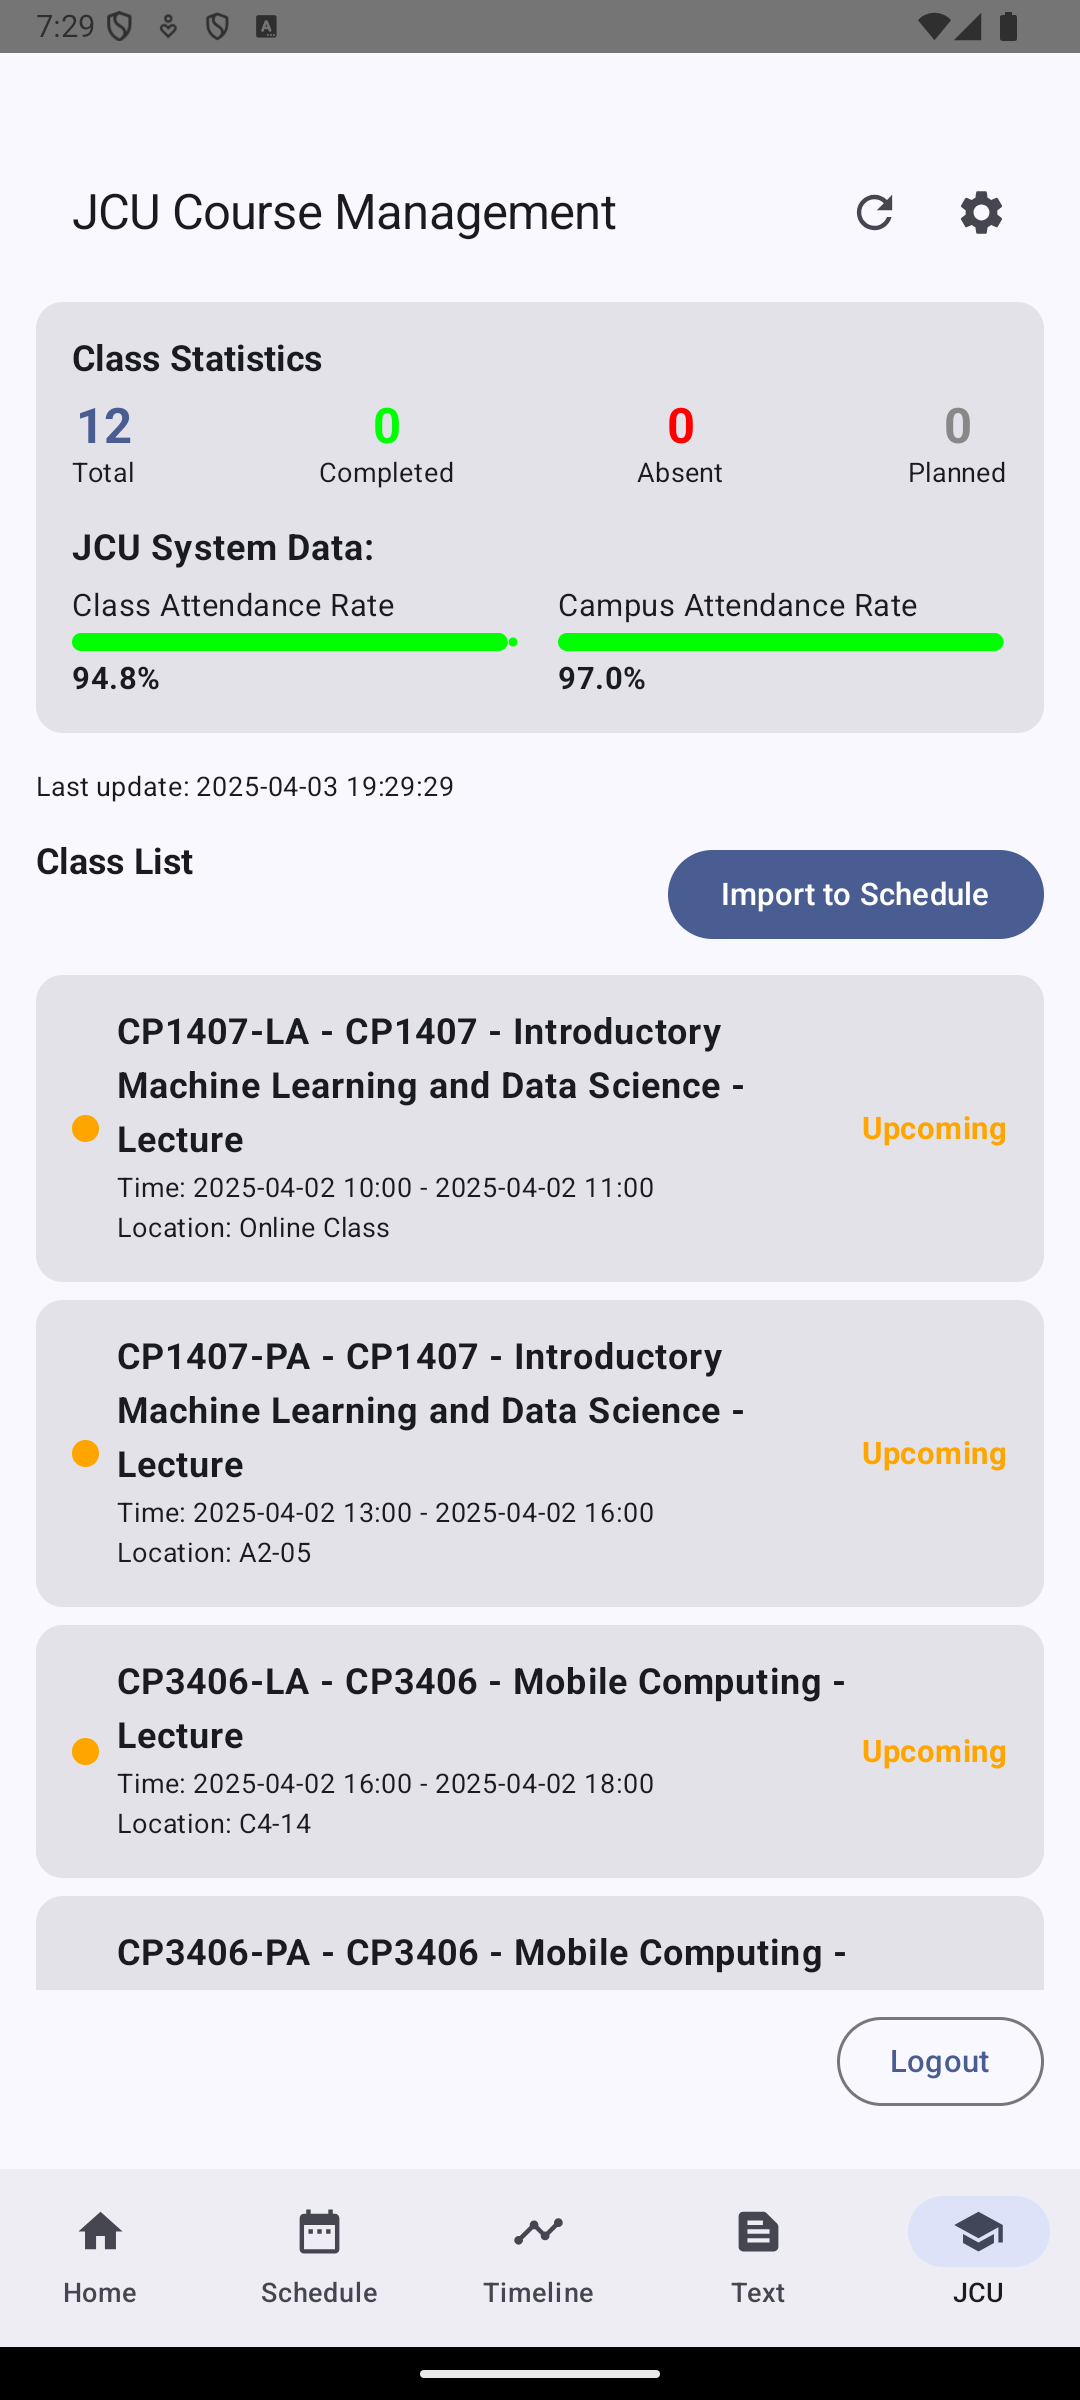 7:29
JCU Course Management
Class Statistics
12 0 0 0
Total Completed Absent Planned
JCU System Data:
Class Attendance Rate Campus Attendance Rate
94.8% 97.0%
Last update: 2025-04-03 19:29:29
Class List
Import to Schedule
CP1407-LA - CP1407 - Introductory
Machine Learning and Data Science -
Lecture
Upcoming
Time: 2025-04-02 10:00 - 2025-04-02 11:00
Location: Online Class
CP1407-PA - CP1407 - Introductory
Machine Learning and Data Science -
Lecture
Upcoming
Time: 2025-04-02 13:00 - 2025-04-02 16:00
Location: A2-05
CP3406-LA - CP3406 - Mobile Computing -
Lecture
Upcoming
Time: 2025-04-02 16:00 - 2025-04-02 18:00
Location: C4-14
CP3406-PA - CP3406 - Mobile Computing -
Logout
Home Schedule Timeline Text JCU